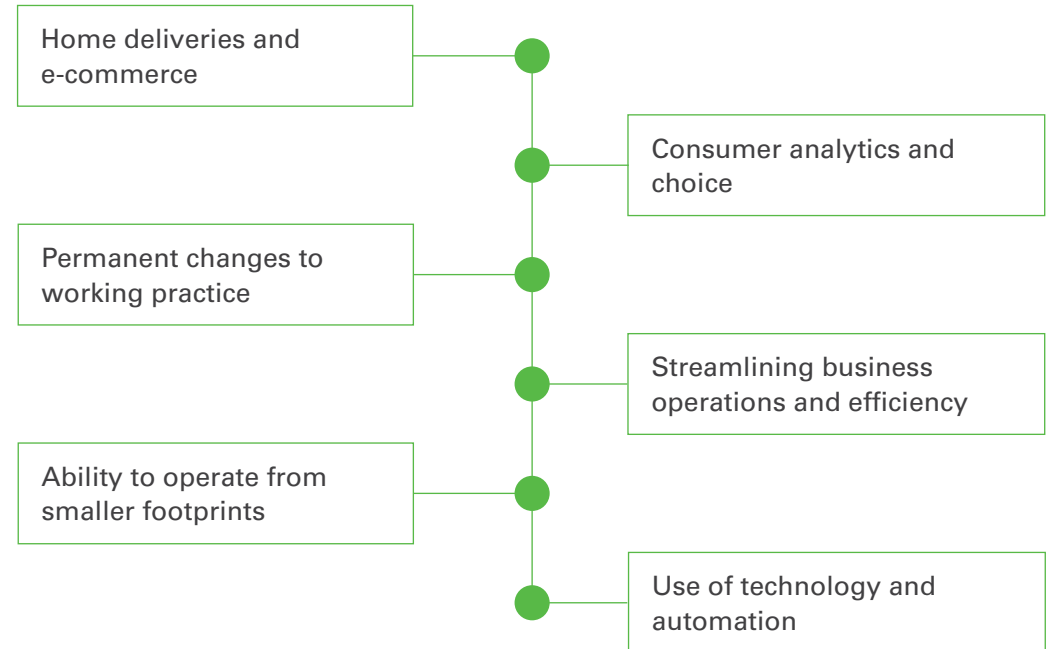 Home deliveries and
e-commerce
Consumer analytics and
choice
Permanent changes to
working practice
Streamlining business
operations and efficiency
Ability to operate from
smaller footprints
Use of technology and
automation